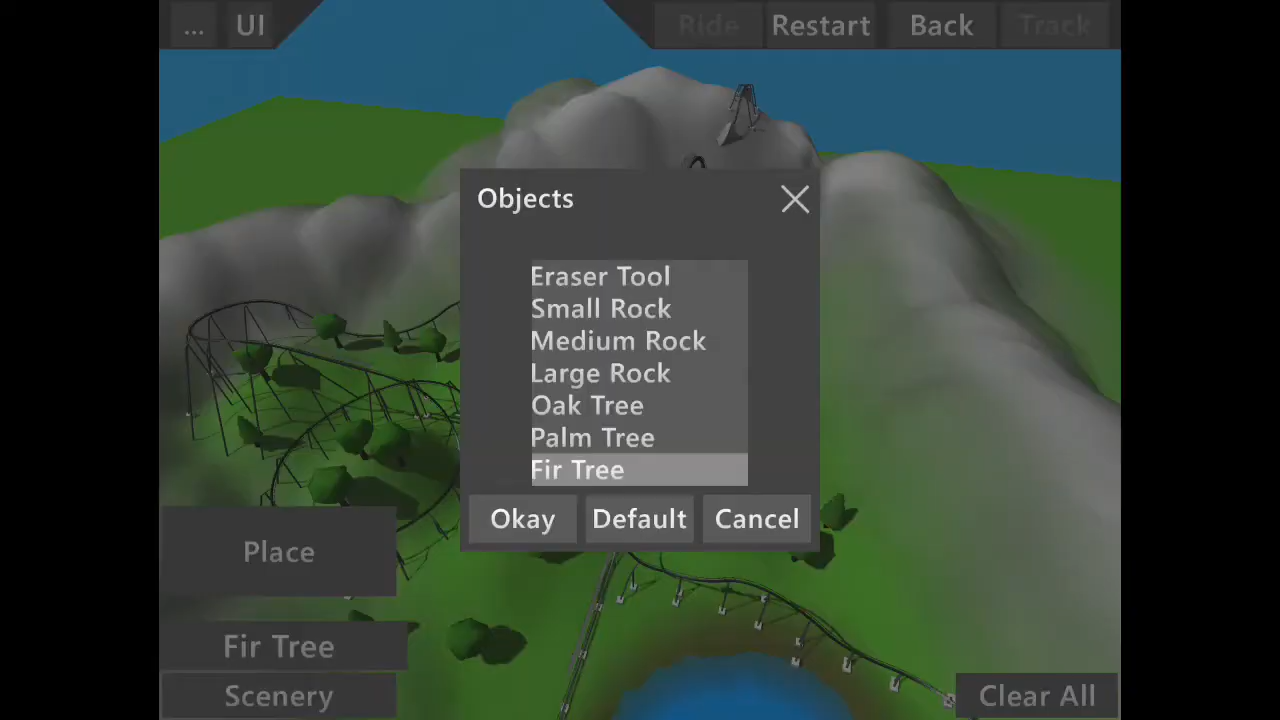 ... UI Ride Restart Back Track
Objects
Eraser Tool
Small Rock
Medium Rock
Large Rock
Oak Tree
Palm Tree
Fir Tree
Okay Default Cancel
Place
Fir Tree
Scenery Clear All